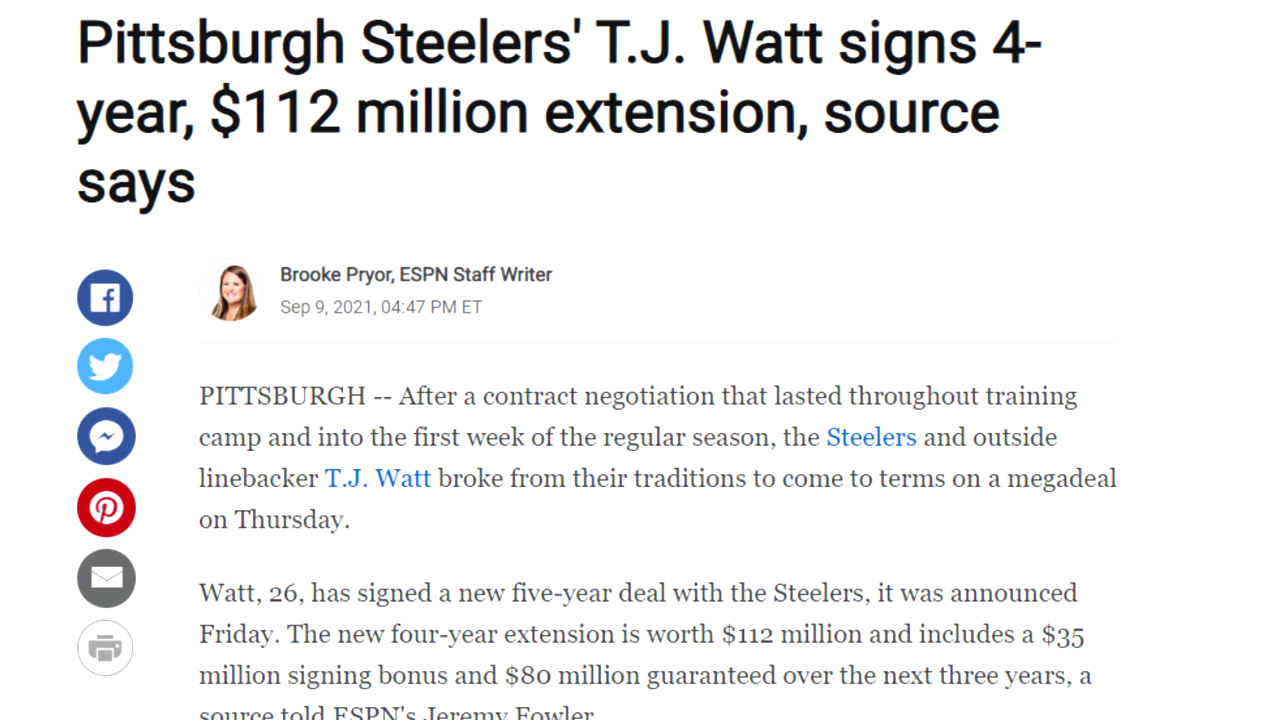 Pittsburgh Steelers' T.J. Watt signs 4-
year, $112 million extension, source
says
Brooke Pryor, ESPN Staff Writer
Sep 9, 2021, 04:47 PM ET
PITTSBURGH -- After a contract negotiation that lasted throughout training
camp and into the first week of the regular season, the Steelers and outside
linebacker T.J. Watt broke from their traditions to come to terms on a megadeal
on Thursday.
Watt, 26, has signed a new five-year deal with the Steelers, it was announced
Friday. The new four-year extension is worth $112 million and includes a $35
million signing bonus and $80 million guaranteed over the next three years, a
source told ESPN's Jeremy Fowler.